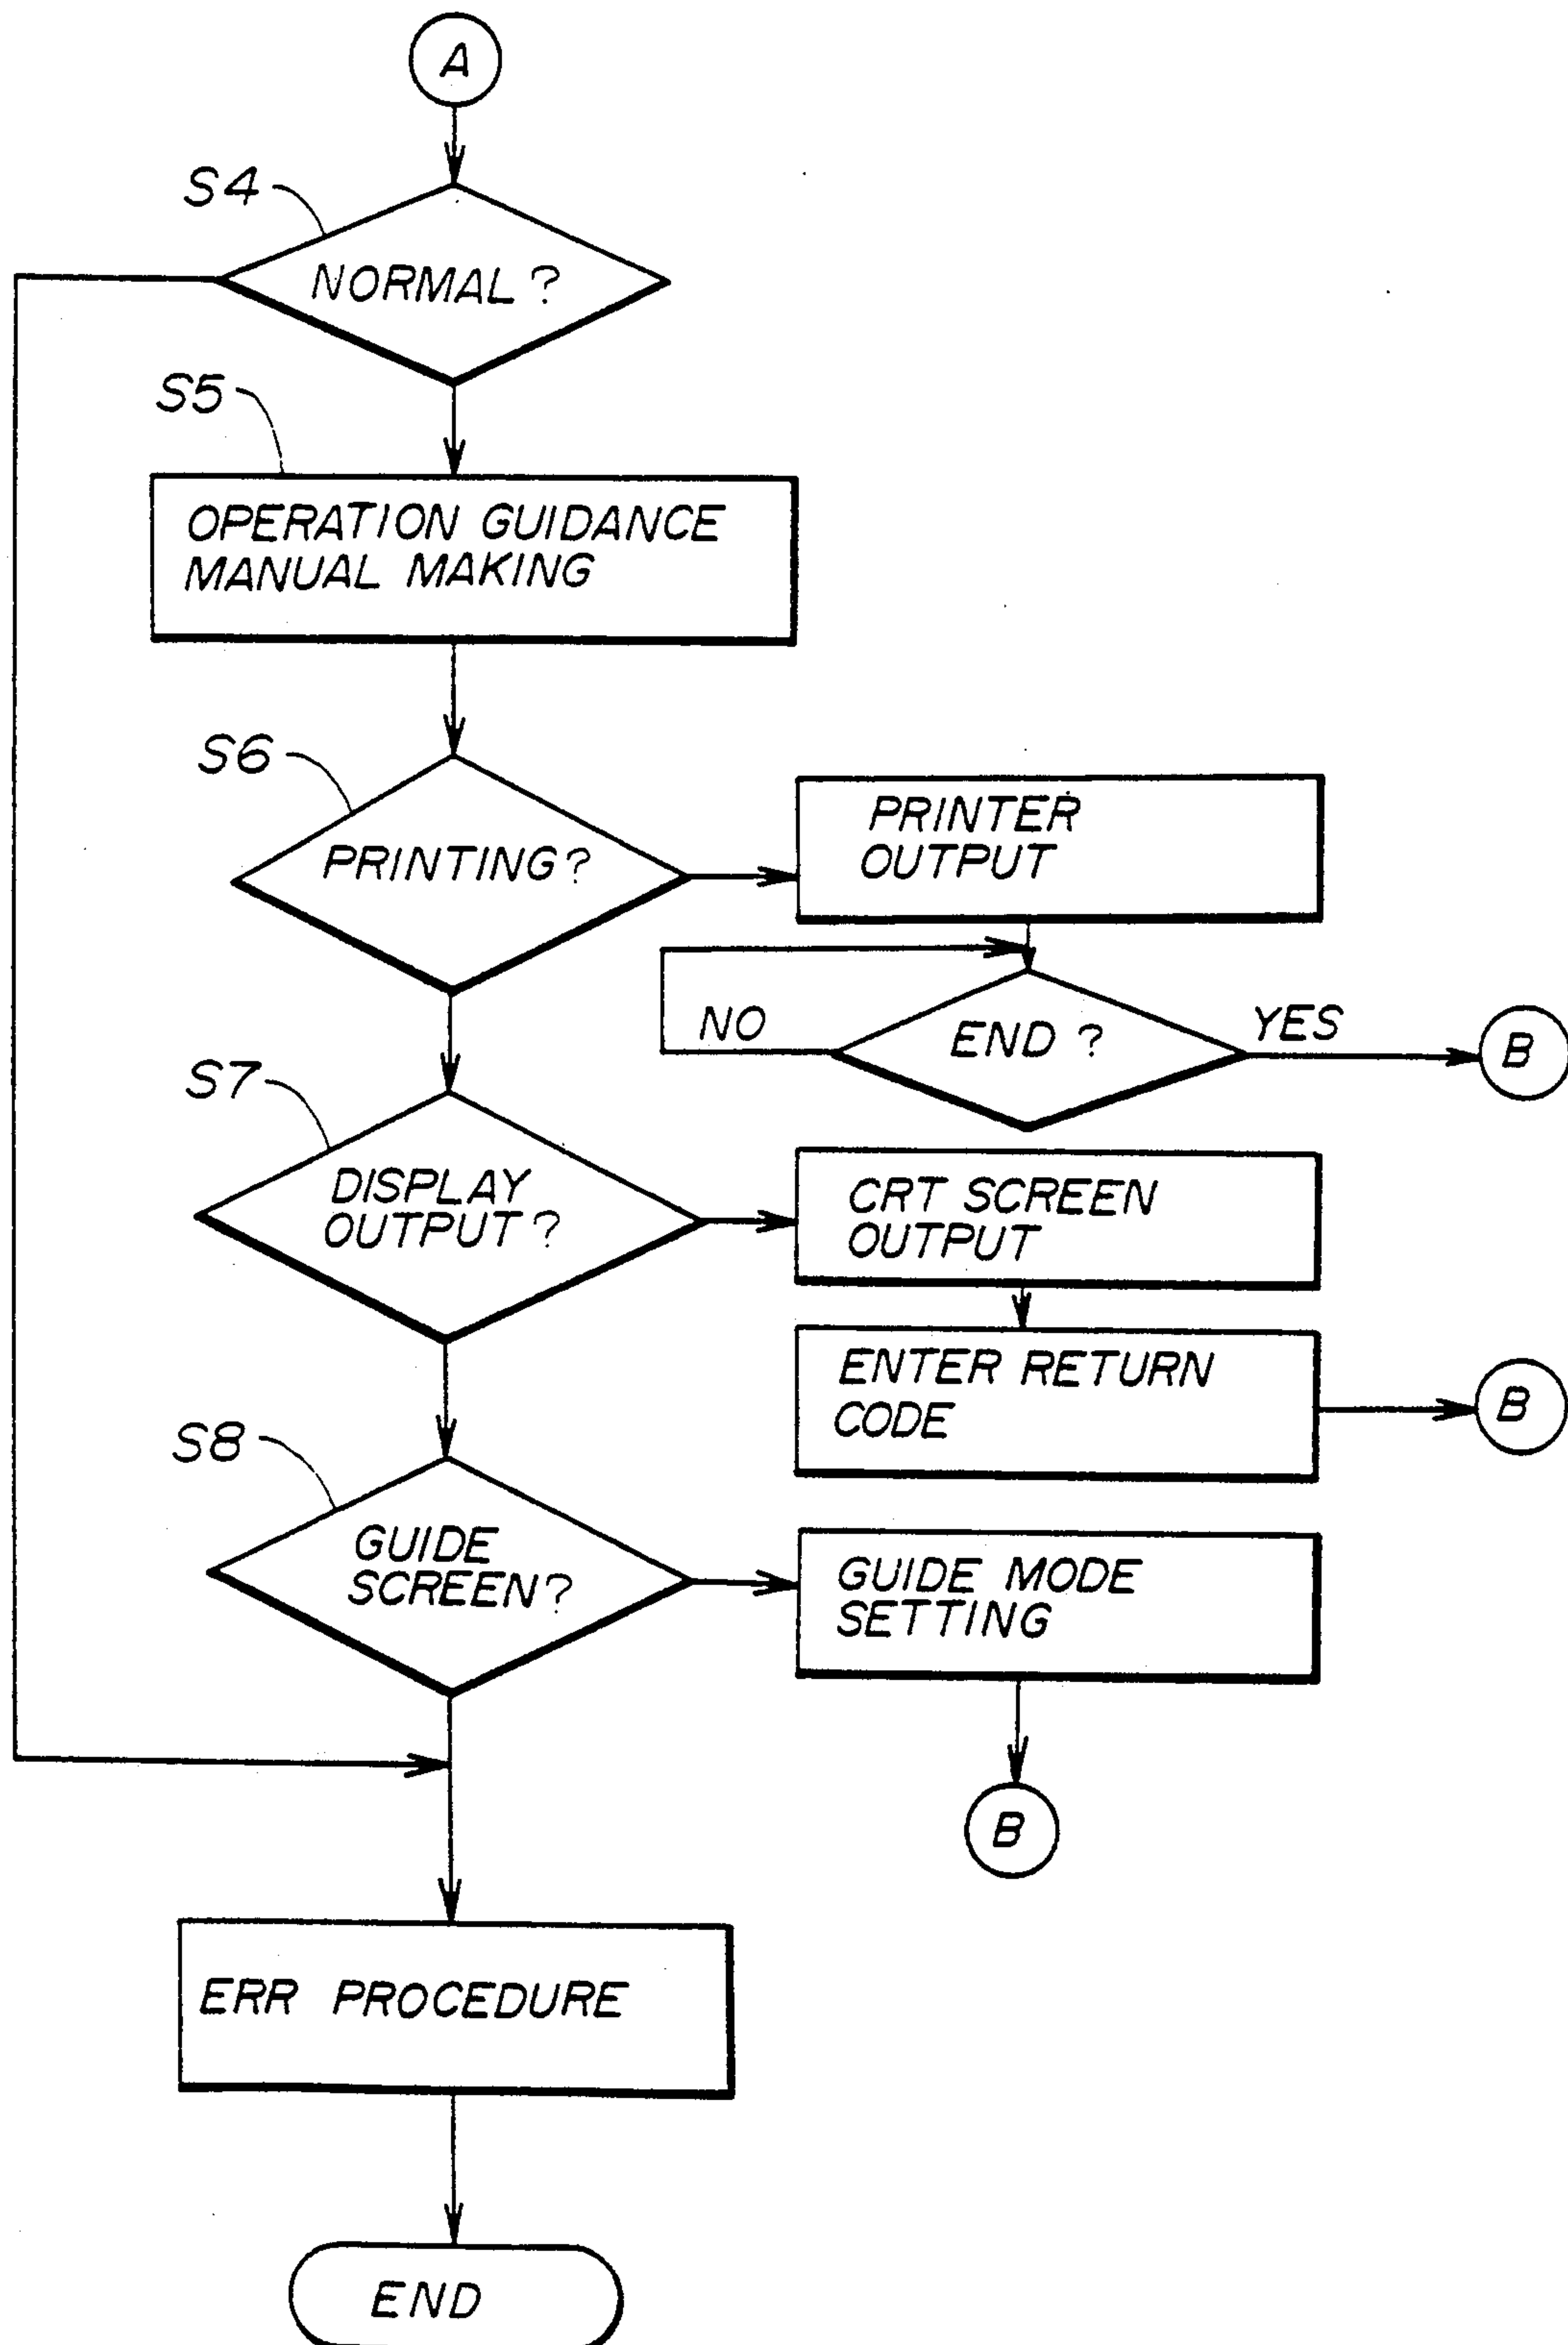 A
S4
NORMAL?
S5
OPERATION GUIDANCE
MANUAL MAKING
S6
PRINTING?
PRINTER
OUTPUT
NO
END ?
YES
B
S7
DISPLAY
OUTPUT?
CRT SCREEN
OUTPUT
ENTER RETURN
CODE
B
S8
GUIDE
SCREEN?
GUIDE MODE
SETTING
B
ERR PROCEDURE
END